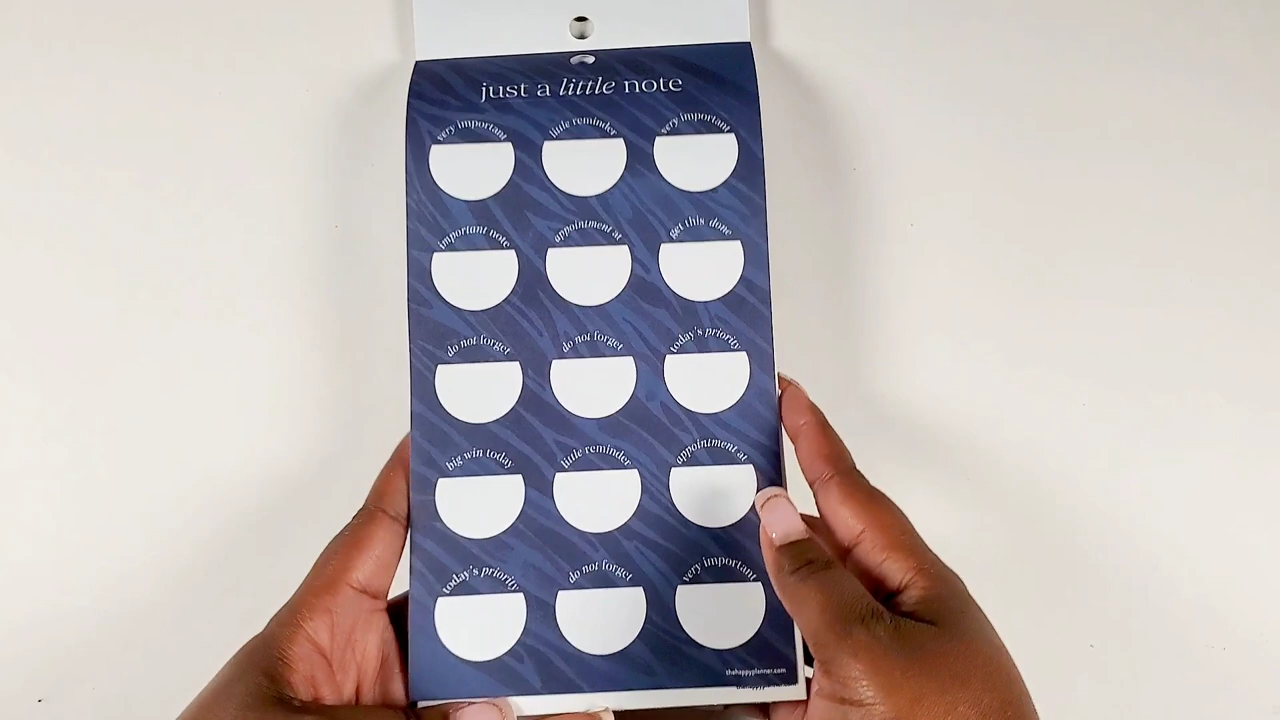 just a little note
very important little reminder very important
important note appointment at get this done
do not forget do not forget today's priority
big win today little reminder appointment at
today's priority do not forget very important
thehappyplanner.com
thehappyplanner.com